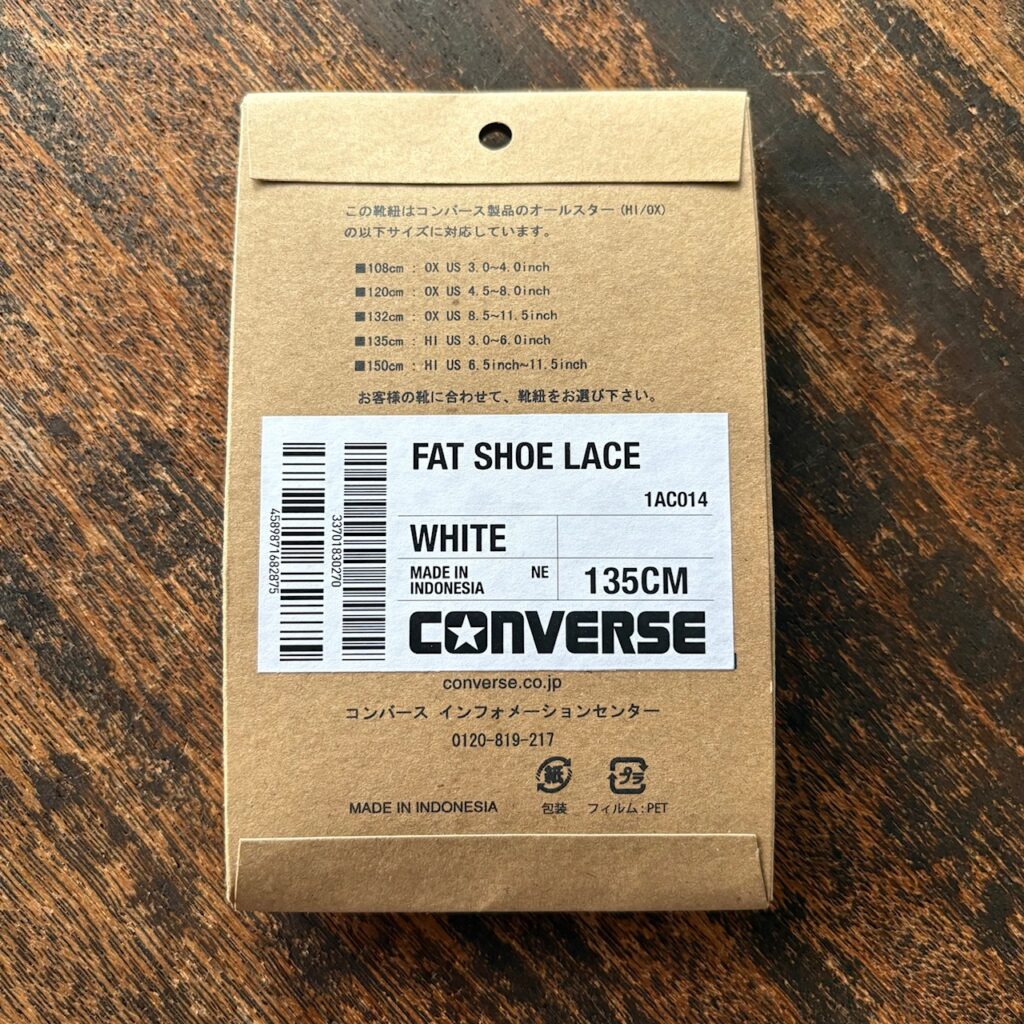 この靴紐はコンバース製品のオールスター(HI/OX)
の以下サイズに対応しています。
■108cm : OX US 3.0~4.0inch
■120cm : OX US 4.5~8.0inch
■132cm : OX US 8.5~11.5inch
■135cm : HI US 3.0~6.0inch
■150cm : HI US 6.5inch~11.5inch
お客様の靴に合わせて、靴紐をお選び下さい。
4589871682875
33701830270
FAT SHOE LACE
1AC014
WHITE
MADE IN INDONESIA NE
135CM
CONVERSE
converse.co.jp
コンバース インフォメーションセンター
0120-819-217
紙 プラ
包装 フィルム:PET
MADE IN INDONESIA